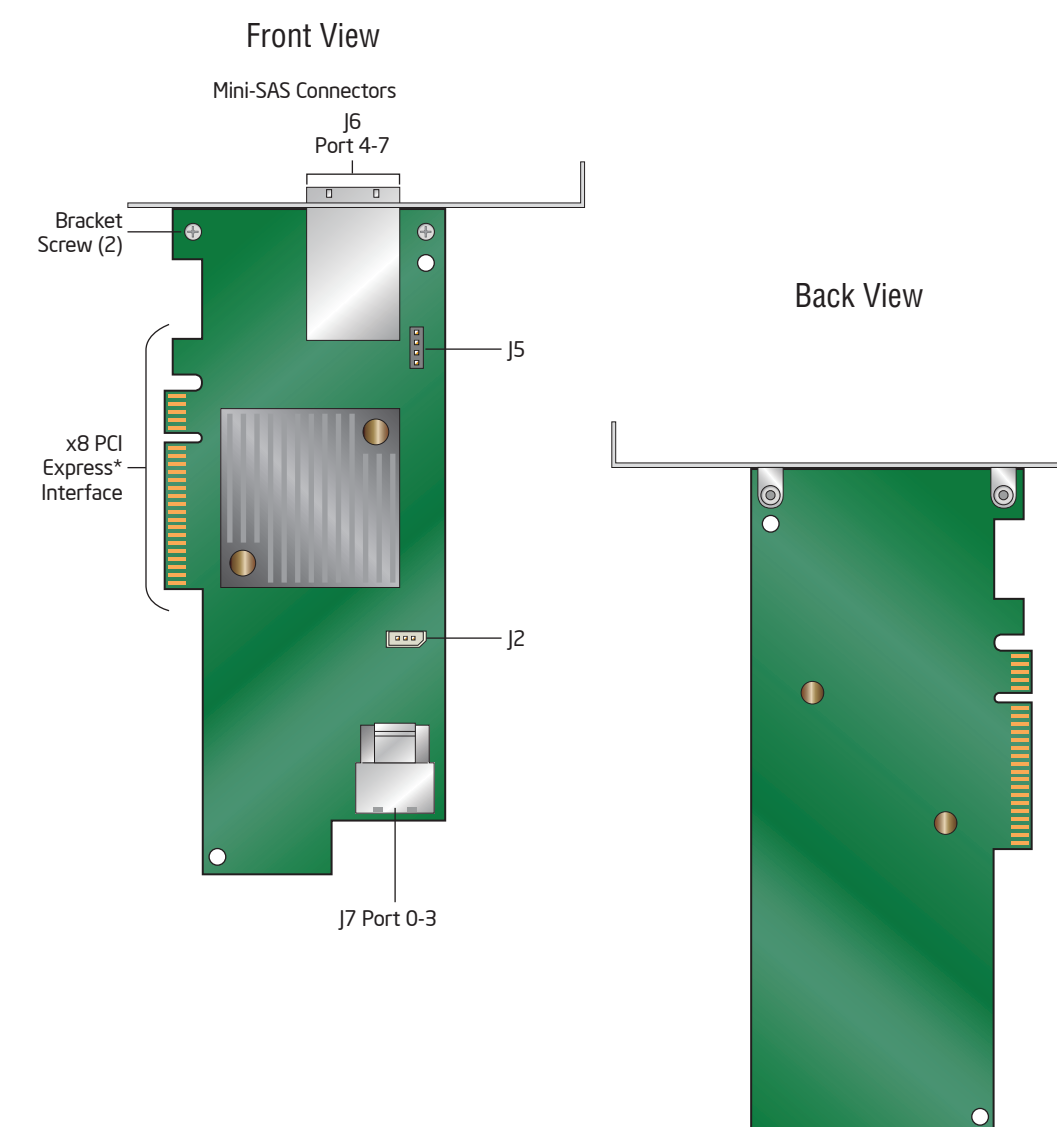 Front View
Mini-SAS Connectors
J6
Port 4-7
Bracket
Screw (2)
J5
x8 PCI
Express*
Interface
J2
J7 Port 0-3
Back View